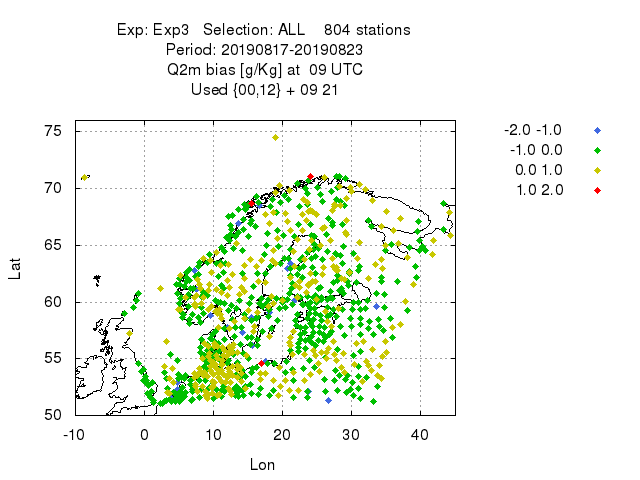 Exp: Exp3 Selection: ALL 804 stations
Period: 20190817-20190823
Q2m bias [g/Kg] at 09 UTC
Used {00,12} + 09 21
-2.0 -1.0
-1.0 0.0
0.0 1.0
1.0 2.0
75
70
65
60
55
50
Lat
-10 0 10 20 30 40
Lon